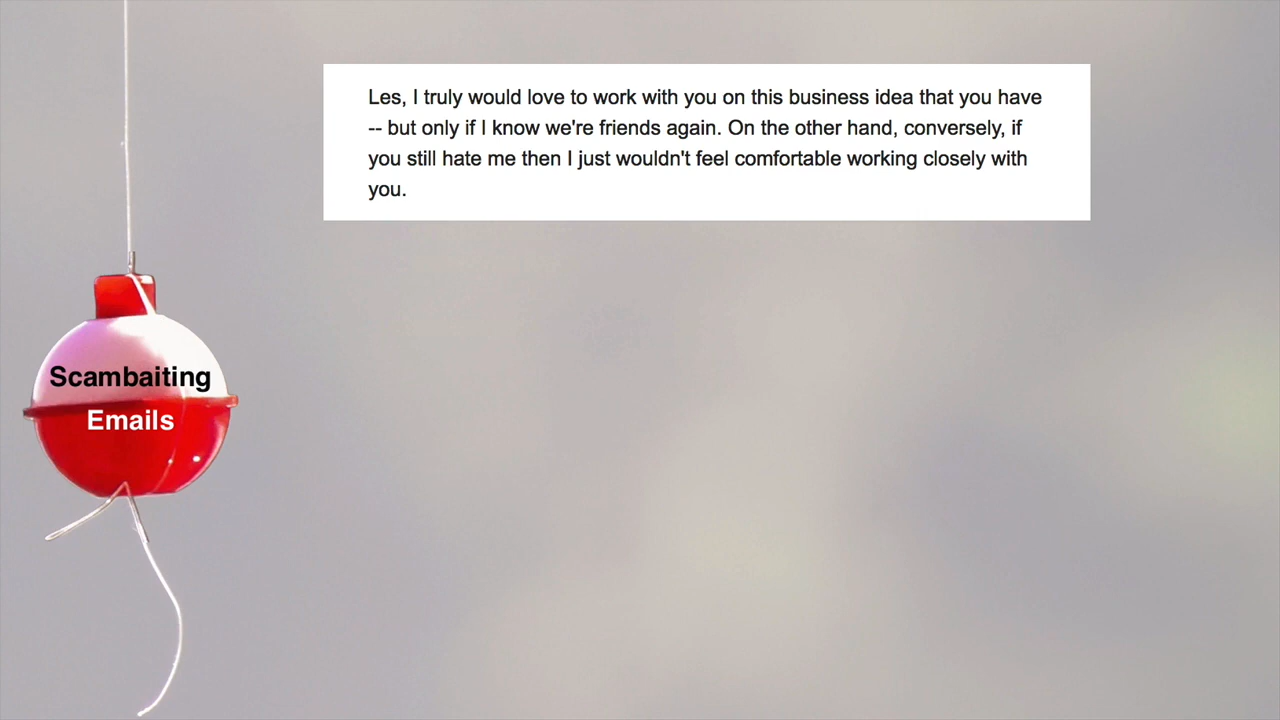 Les, I truly would love to work with you on this business idea that you have
-- but only if I know we're friends again. On the other hand, conversely, if
you still hate me then I just wouldn't feel comfortable working closely with
you.
Scambaiting
Emails